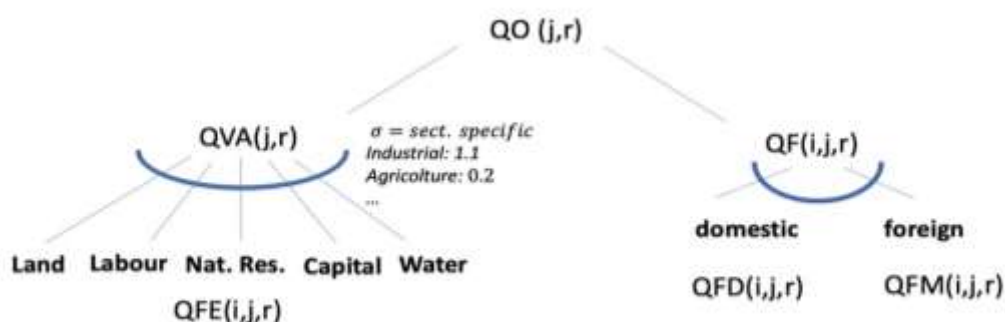 QO (j,r)
QVA(j,r)
σ = sect. specific
Industrial: 1.1
Agricolture: 0.2
...
QF(i,j,r)
domestic foreign
Land Labour Nat. Res. Capital Water
QFE(i,j,r)
QFD(i,j,r) QFM(i,j,r)